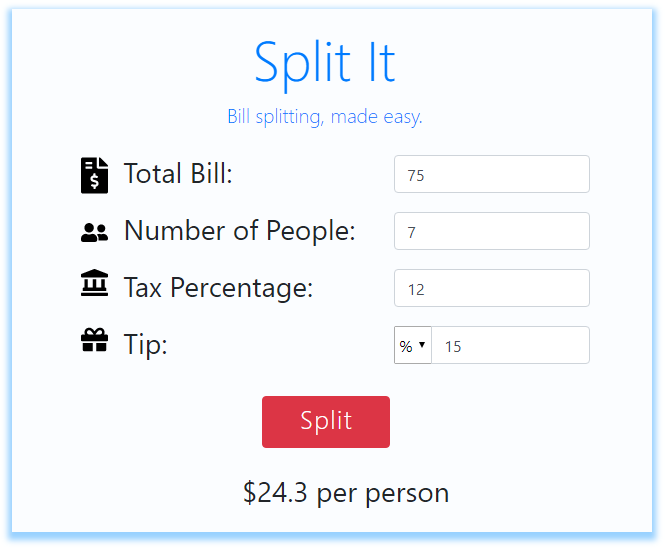 Split It
Bill splitting, made easy.
$ Total Bill: 75
Number of People: 7
Tax Percentage: 12
Tip: % 15
Split
$24.3 per person